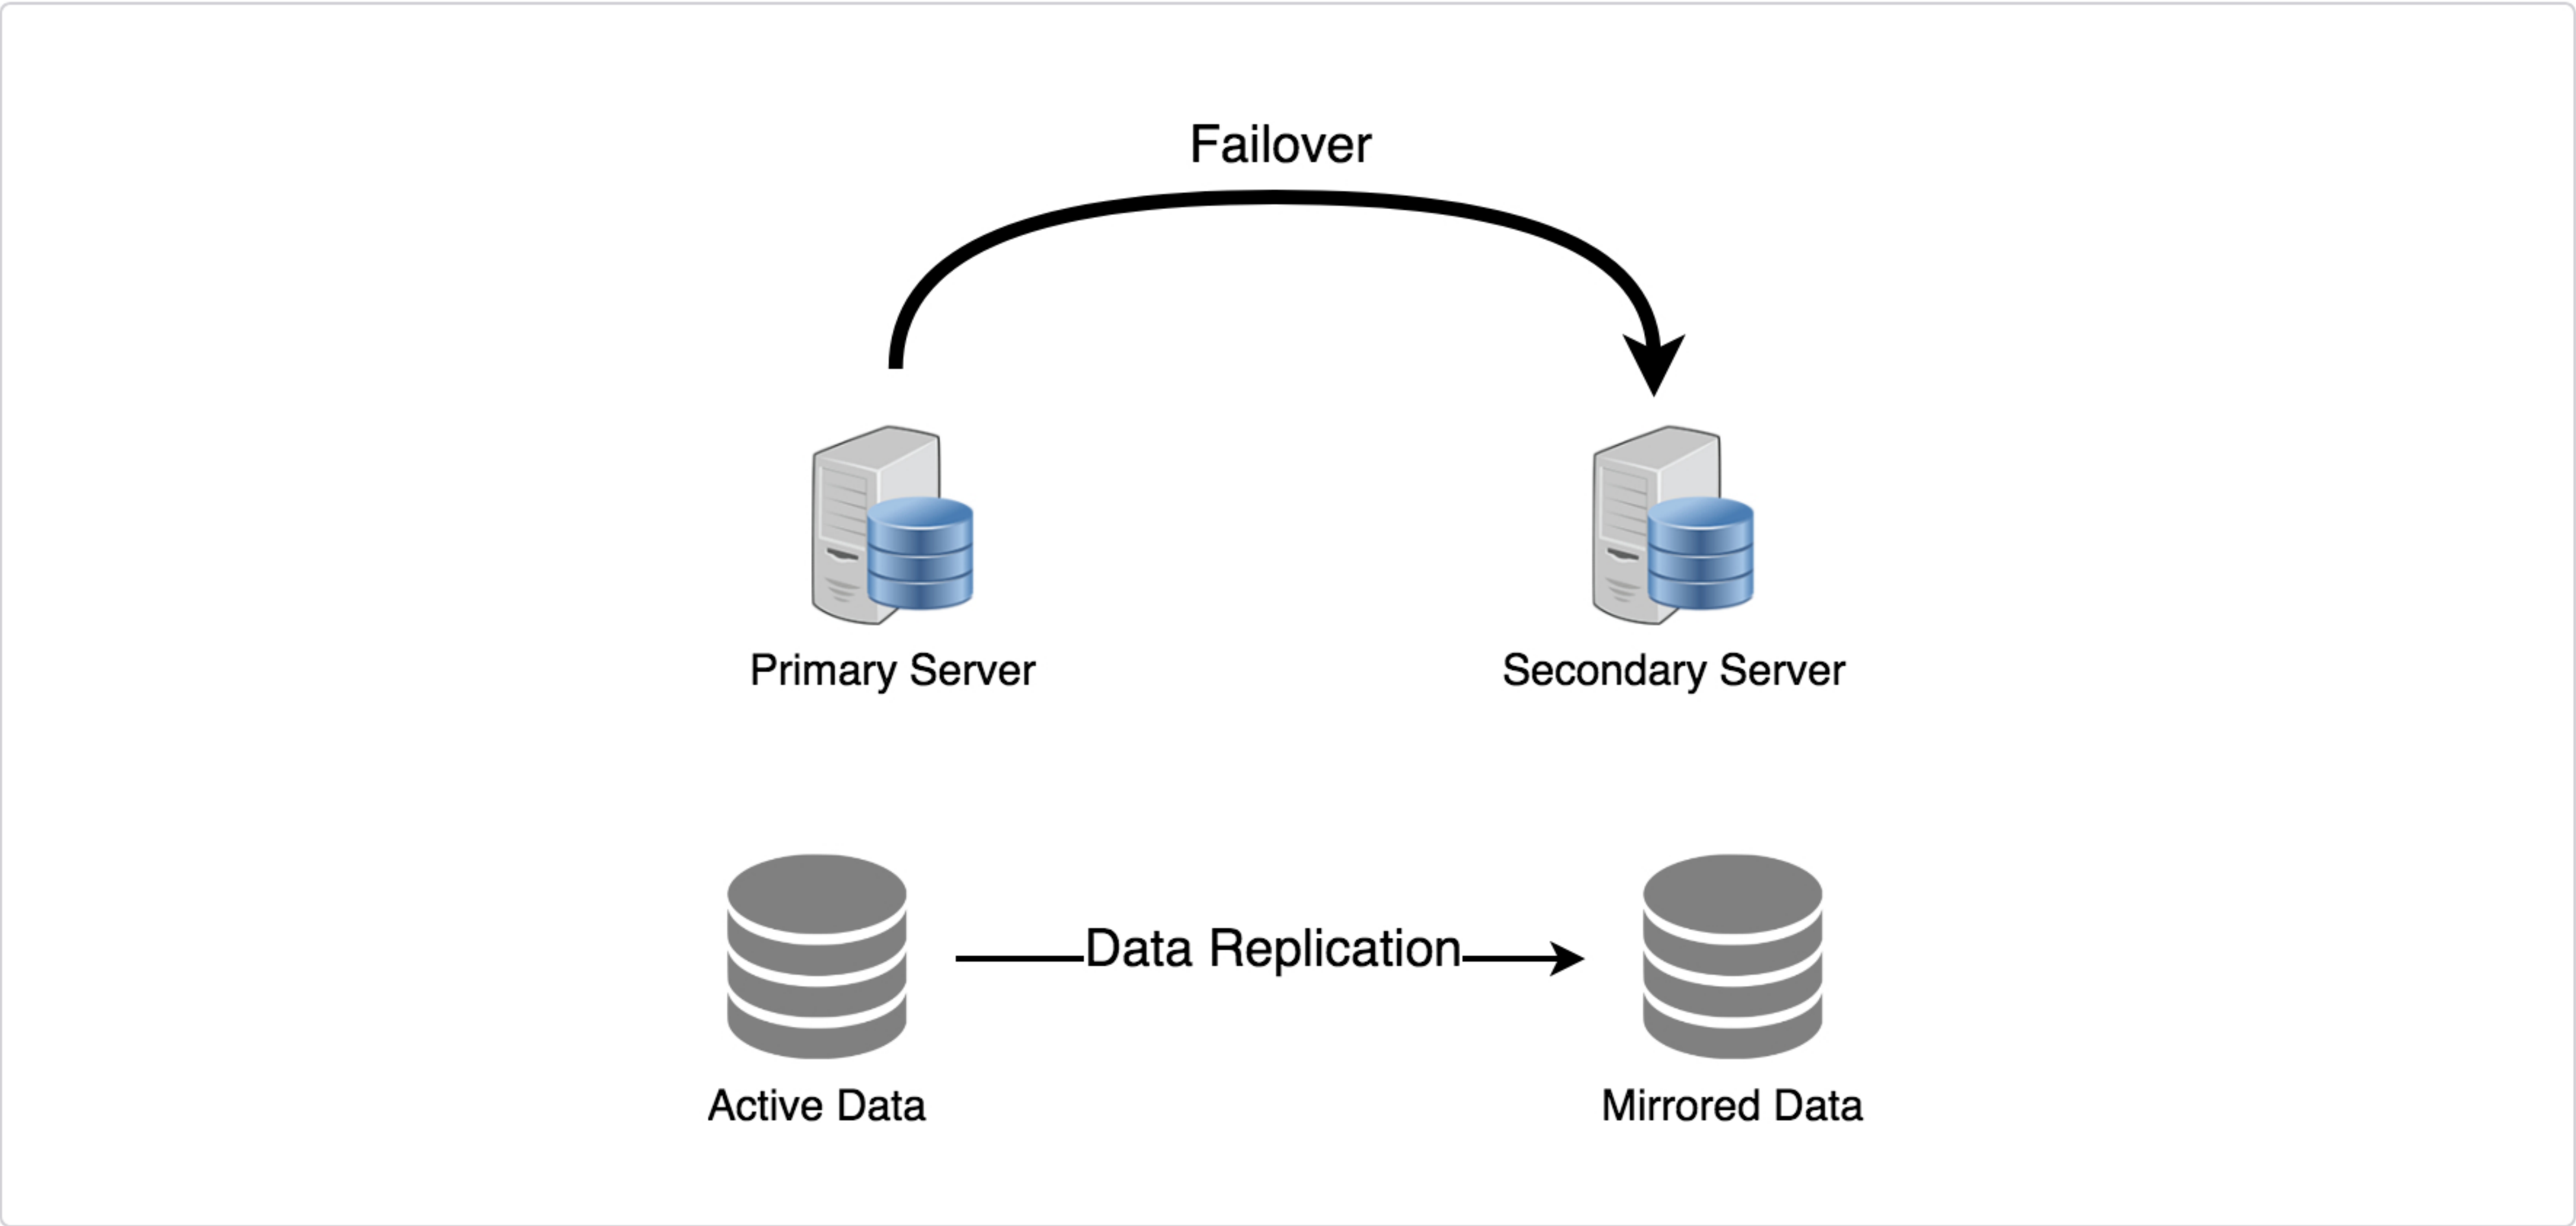 Failover
Primary Server
Secondary Server
Data Replication
Active Data
Mirrored Data